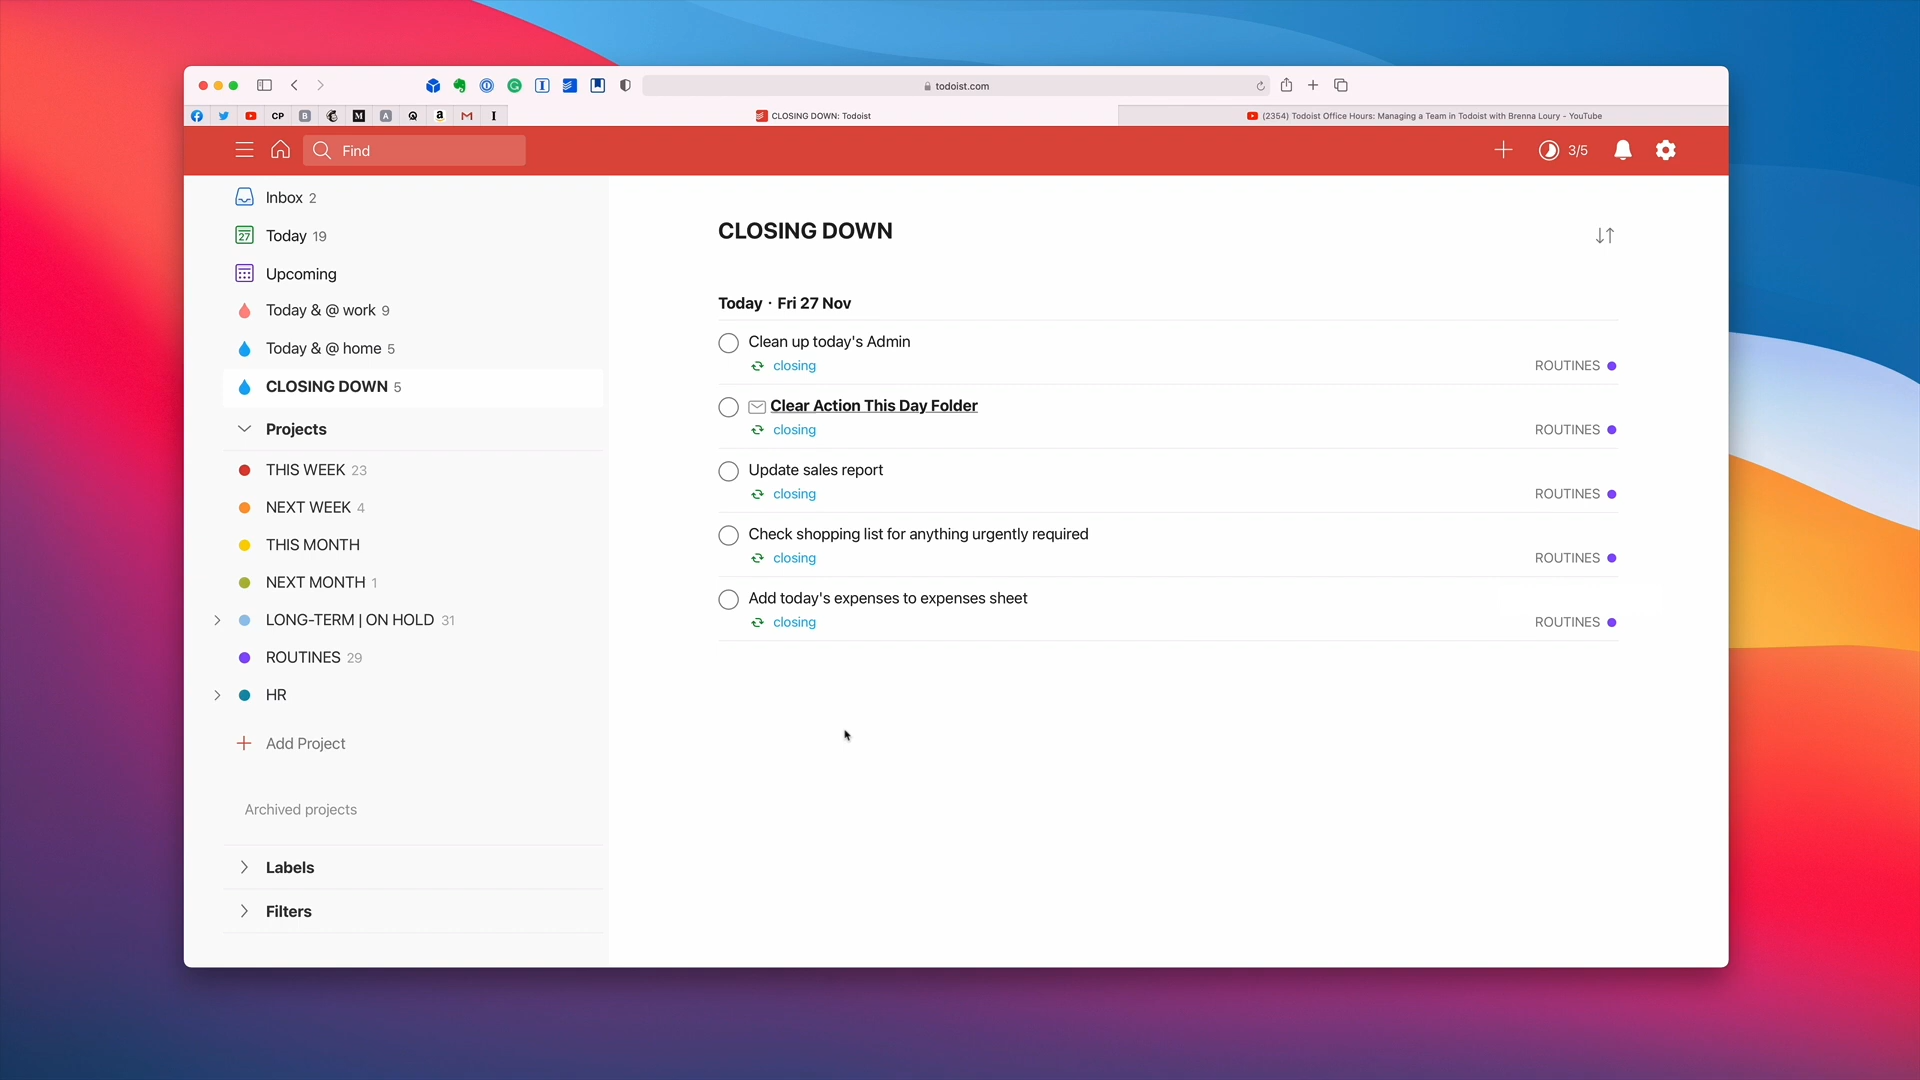 todoist.com
CP
B
M
A
a
I
CLOSING DOWN: Todoist
(2354) Todoist Office Hours: Managing a Team in Todoist with Brenna Loury - YouTube
Find
3/5
Inbox 2
27
Today 19
Upcoming
Today & @ work 9
Today & @ home 5
CLOSING DOWN 5
Projects
THIS WEEK 23
NEXT WEEK 4
THIS MONTH
NEXT MONTH 1
LONG-TERM | ON HOLD 31
ROUTINES 29
HR
Add Project
Archived projects
Labels
Filters
CLOSING DOWN
Today · Fri 27 Nov
Clean up today's Admin
closing
ROUTINES
Clear Action This Day Folder
closing
ROUTINES
Update sales report
closing
ROUTINES
Check shopping list for anything urgently required
closing
ROUTINES
Add today's expenses to expenses sheet
closing
ROUTINES